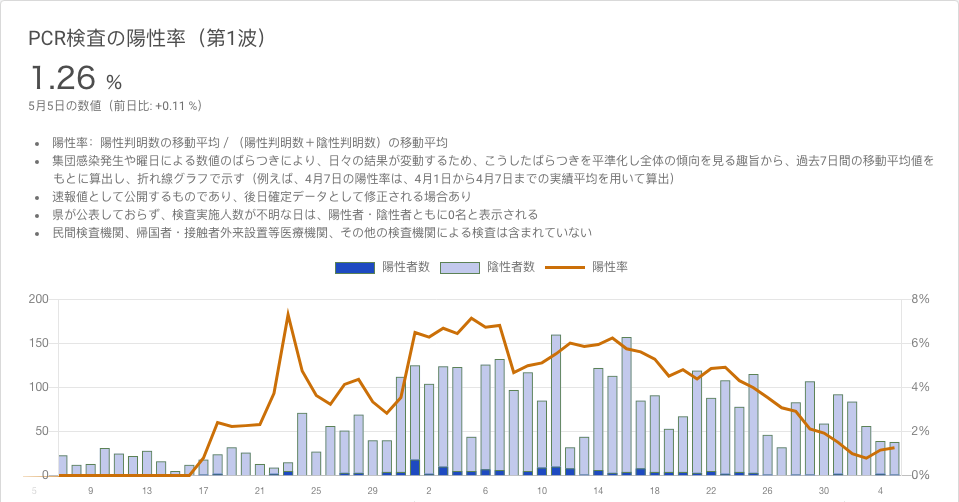 PCR検査の陽性率（第1波）
1.26 %
5月5日の数値（前日比: +0.11 %）
• 陽性率：陽性判明数の移動平均 / （陽性判明数＋陰性判明数）の移動平均
• 集団感染発生や曜日による数値のばらつきにより、日々の結果が変動するため、こうしたばらつきを平準化し全体の傾向を見る趣旨から、過去7日間の移動平均値を
もとに算出し、折れ線グラフで示す（例えば、4月7日の陽性率は、4月1日から4月7日までの実績平均を用いて算出）
• 速報値として公開するものであり、後日確定データとして修正される場合あり
• 県が公表しておらず、検査実施人数が不明な日は、陽性者・陰性者ともに0名と表示される
• 民間検査機関、帰国者・接触者外来設置等医療機関、その他の検査機関による検査は含まれていない
陽性者数 陰性者数 陽性率
200 8%
150 6%
100 4%
50 2%
0 0%
5 9 13 17 21 25 29 2 6 10 14 18 22 26 30 4